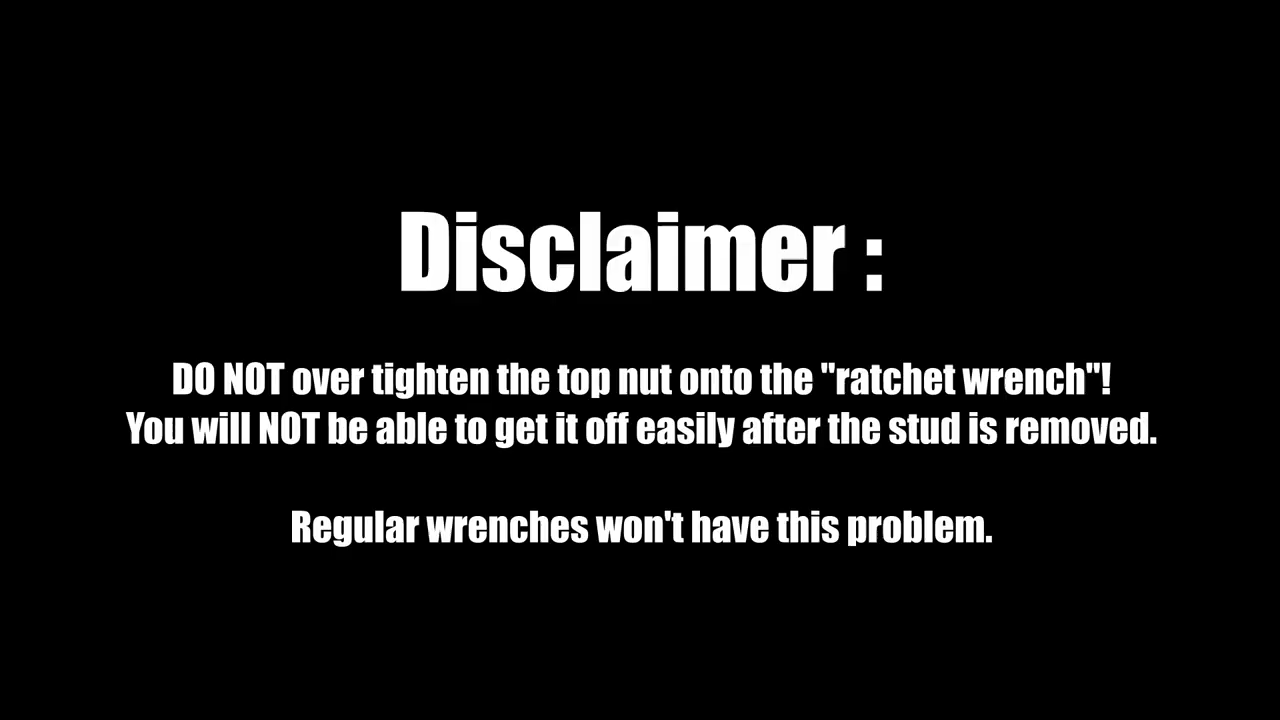 Disclaimer :
DO NOT over tighten the top nut onto the "ratchet wrench"!
You will NOT be able to get it off easily after the stud is removed.
Regular wrenches won't have this problem.